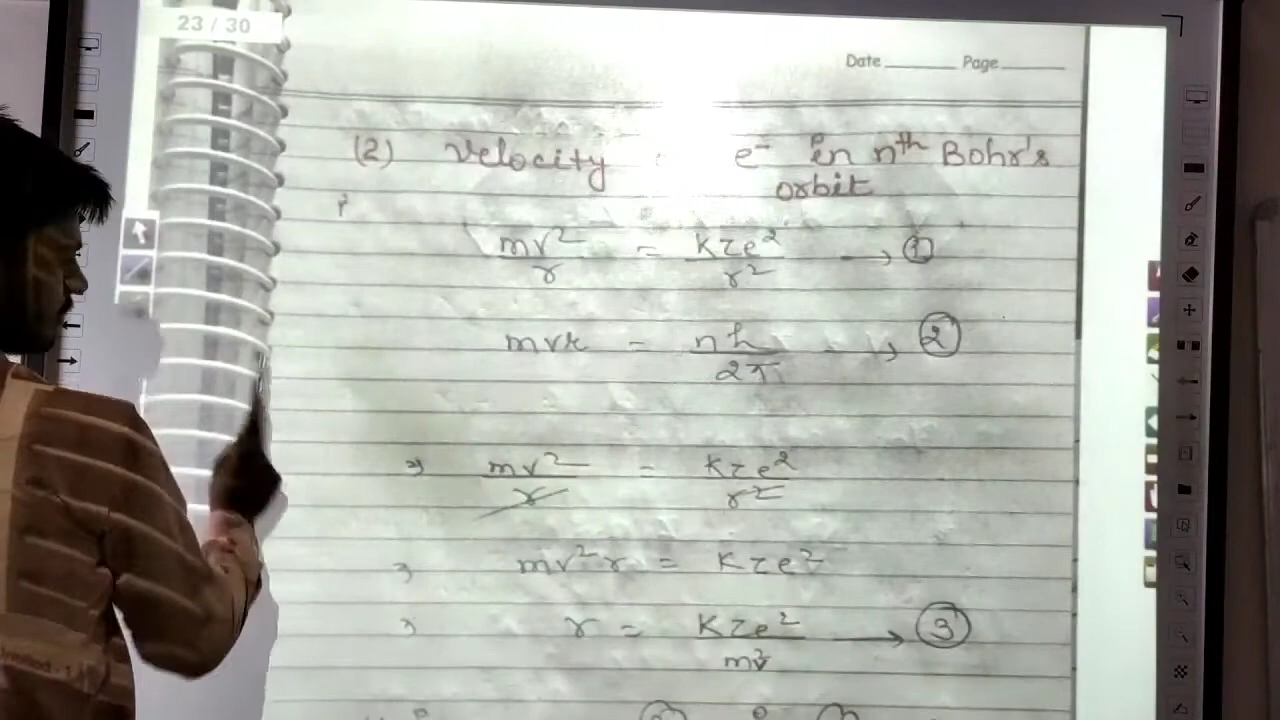 23 / 30
Date Page
(2) Velocity e⁻ in nth Bohr's
orbit
mv²/r = kze²/r² → ①
mvr = nh/2π → ②
⇒ mv²/r = kze²/r²
⇒ mv²r = kze²
⇒ r = kze²/mv² → ③